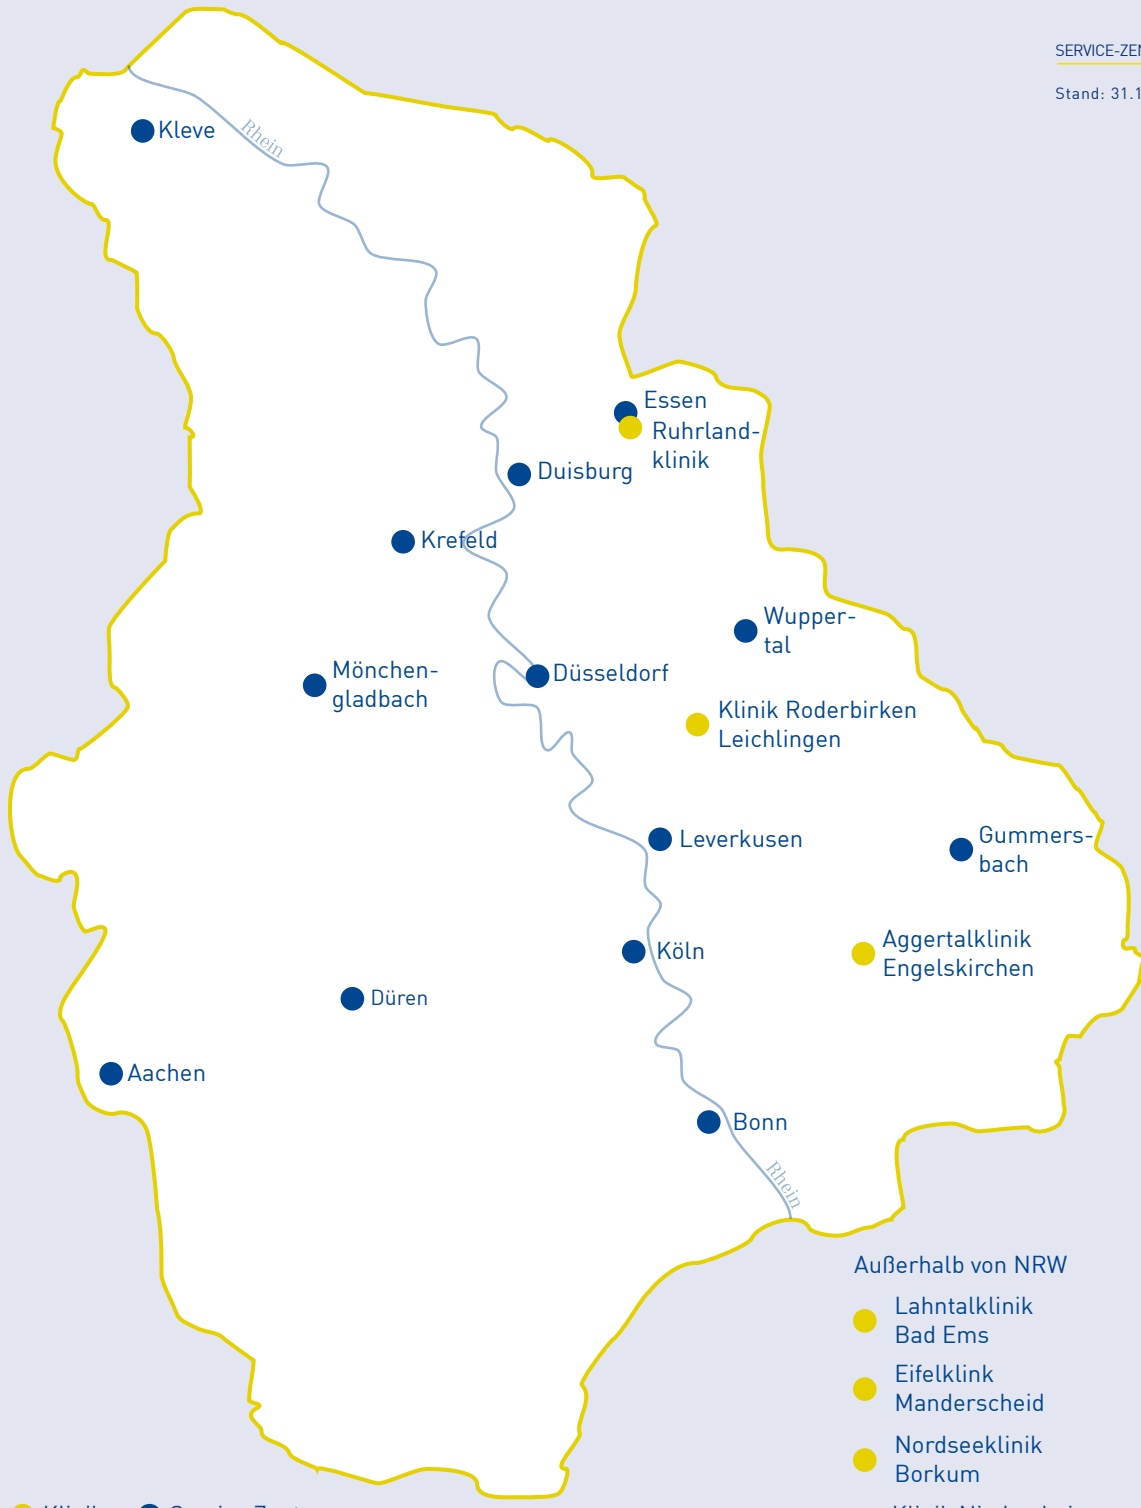 SERVICE-ZEN
Stand: 31.1
Kleve
Rhein
Essen
Ruhrland-
klinik
Duisburg
Krefeld
Wupper-
tal
Mönchen-
gladbach
Düsseldorf
Klinik Roderbirken
Leichlingen
Leverkusen
Gummers-
bach
Köln
Aggertalklinik
Engelskirchen
Düren
Aachen
Bonn
Rhein
Außerhalb von NRW
Lahntalklinik
Bad Ems
Eifelklink
Manderscheid
Nordseeklinik
Borkum